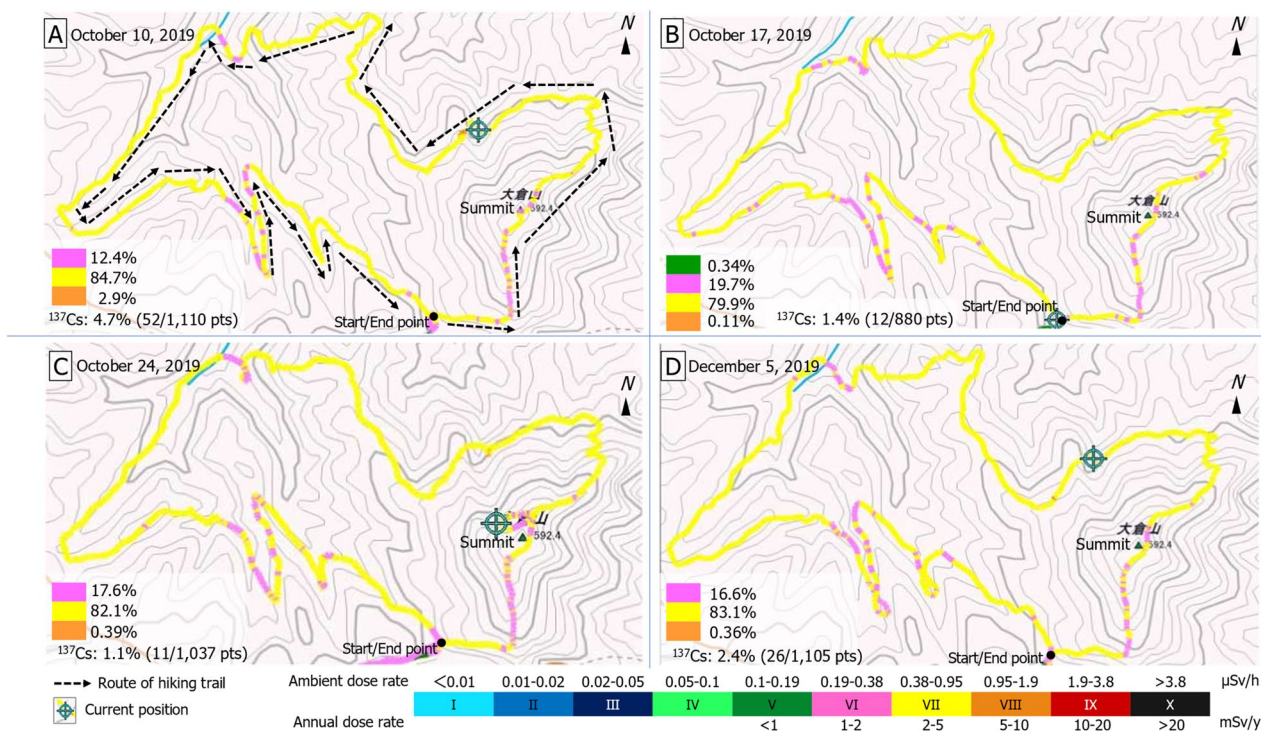 A October 10, 2019
N
大倉山
Summit 592.4
12.4%
84.7%
2.9%
¹³⁷Cs: 4.7% (52/1,110 pts)
Start/End point
B October 17, 2019
N
大倉山
Summit 592.4
0.34%
19.7%
79.9%
0.11%
¹³⁷Cs: 1.4% (12/880 pts)
Start/End point
C October 24, 2019
N
山
Summit 592.4
17.6%
82.1%
0.39%
¹³⁷Cs: 1.1% (11/1,037 pts)
Start/End point
D December 5, 2019
N
大倉山
Summit 592.4
16.6%
83.1%
0.36%
¹³⁷Cs: 2.4% (26/1,105 pts)
Start/End point
Route of hiking trail
Current position
Ambient dose rate <0.01 0.01-0.02 0.02-0.05 0.05-0.1 0.1-0.19 0.19-0.38 0.38-0.95 0.95-1.9 1.9-3.8 >3.8 µSv/h
I II III IV V VI VII VIII IX X
Annual dose rate <1 1-2 2-5 5-10 10-20 >20 mSv/y